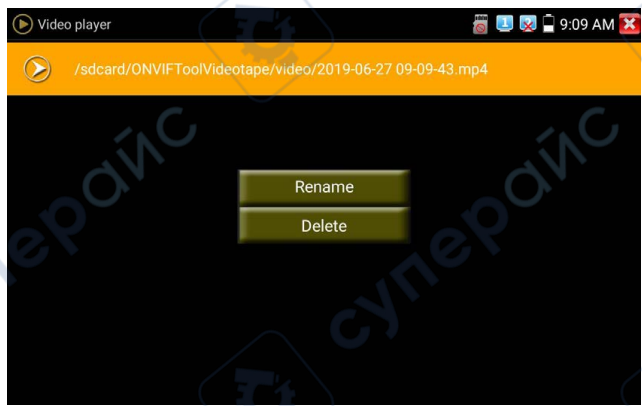 Video player
1
9:09 AM
/sdcard/ONVIFToolVideotape/video/2019-06-27 09-09-43.mp4
Rename
Delete
суперайс
суперайс